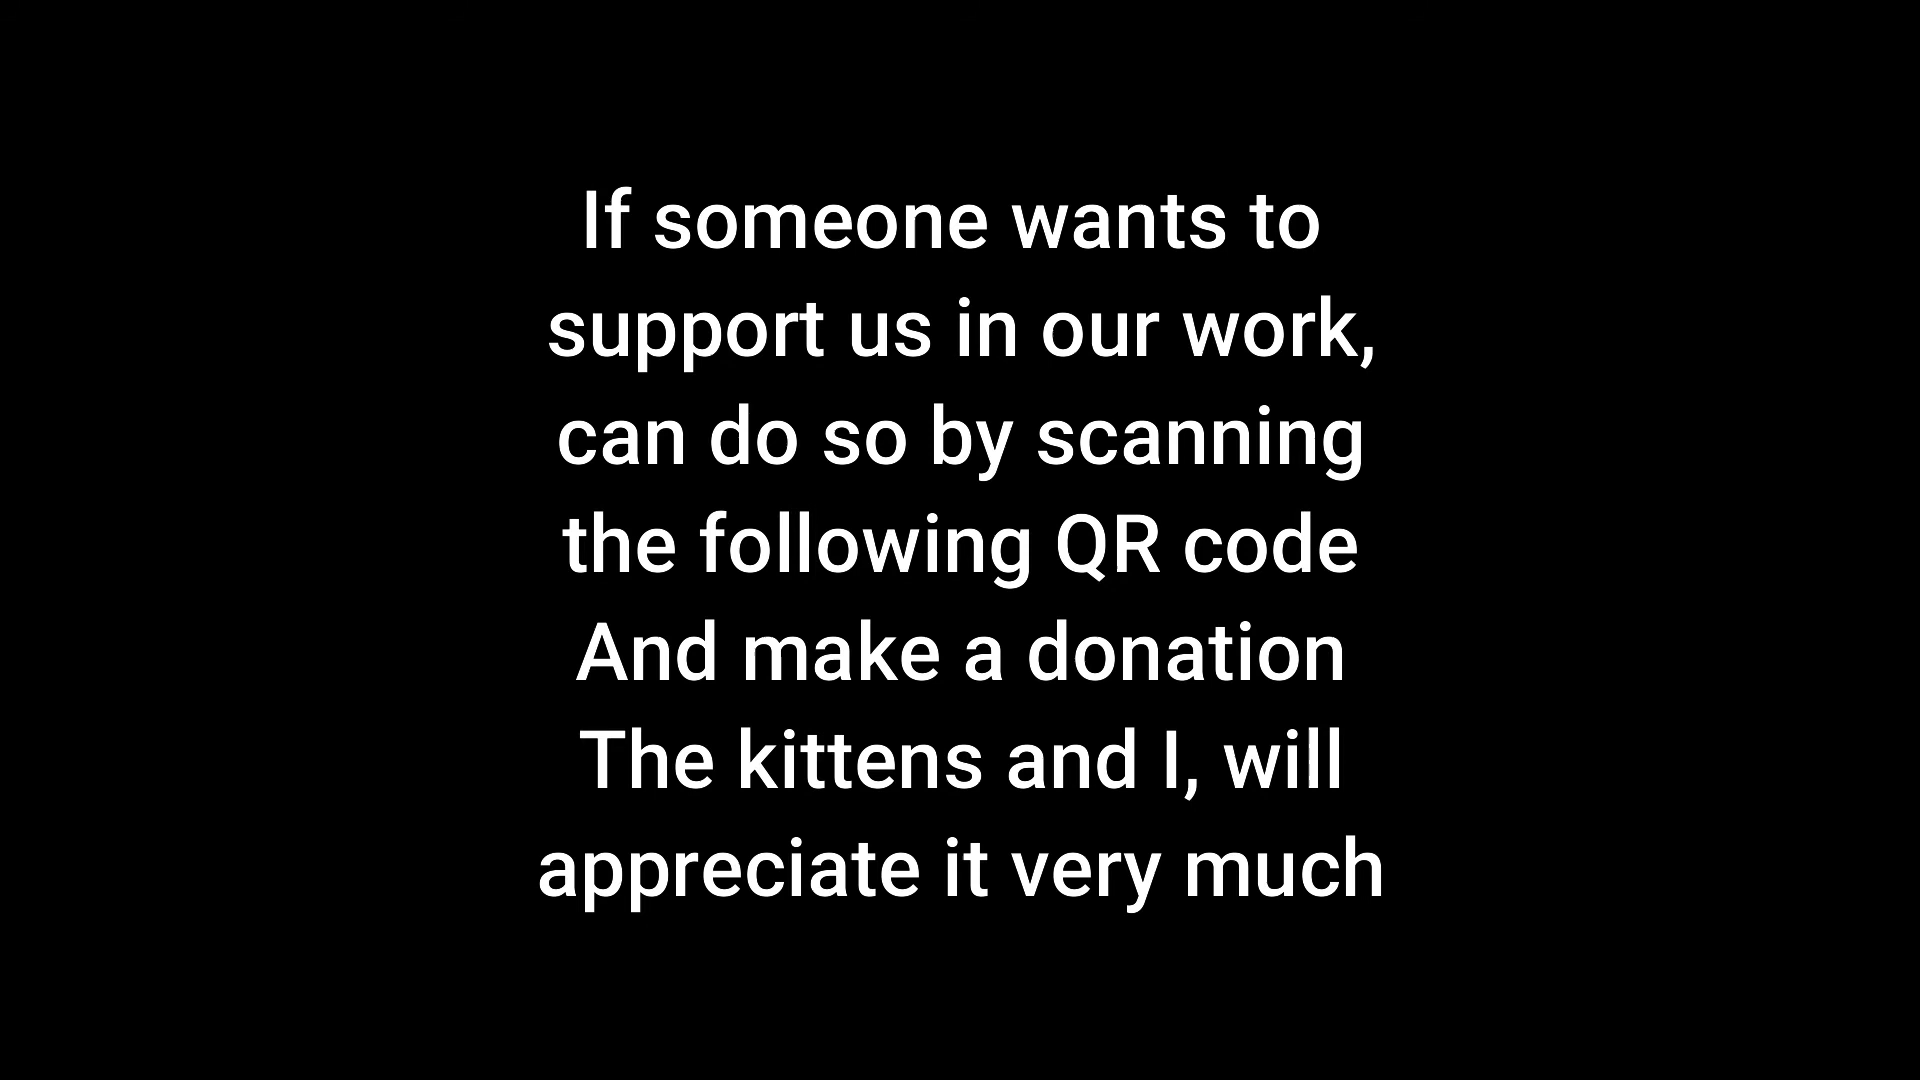 If someone wants to
support us in our work,
can do so by scanning
the following QR code
And make a donation
The kittens and I, will
appreciate it very much